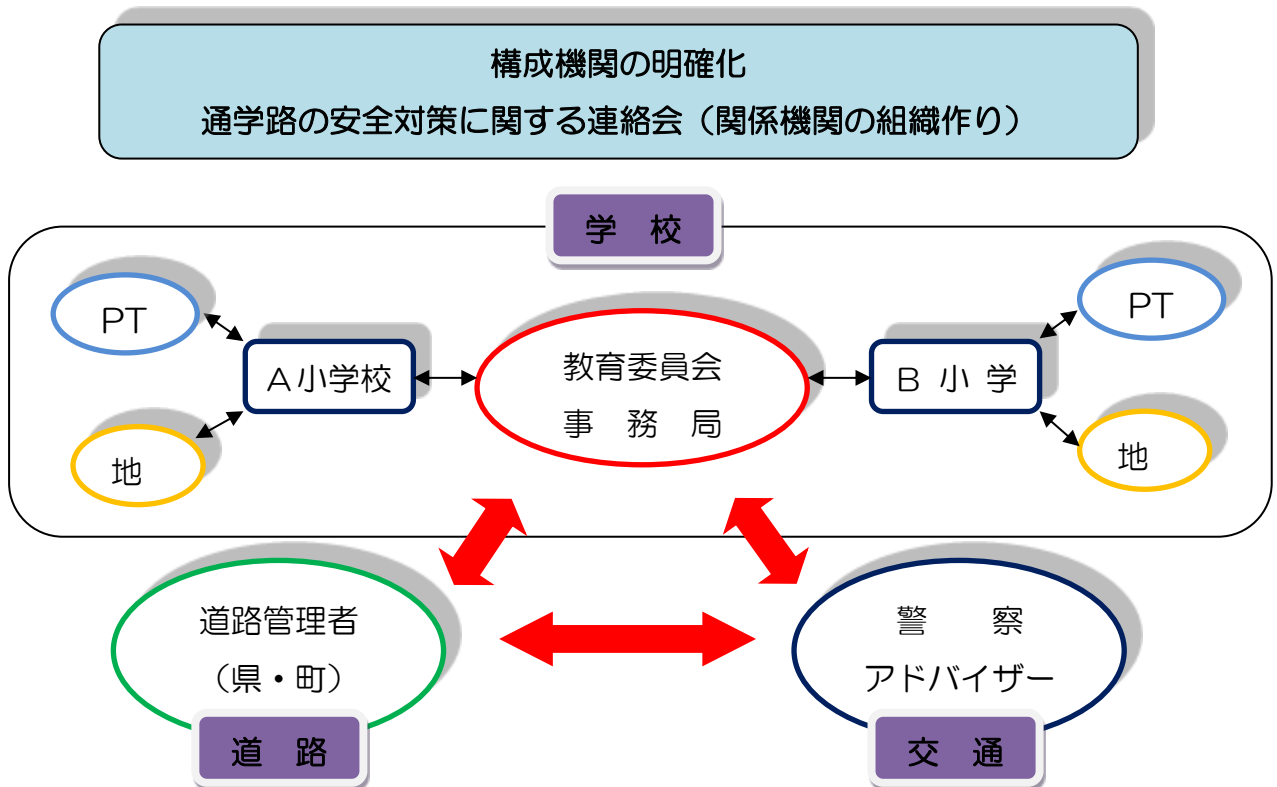 構成機関の明確化
通学路の安全対策に関する連絡会（関係機関の組織作り）
学　校
PT
A小学校
地
教育委員会
事　務　局
PT
B 小 学
地
道路管理者
（県・町）
道　路
警　　察
アドバイザー
交　通